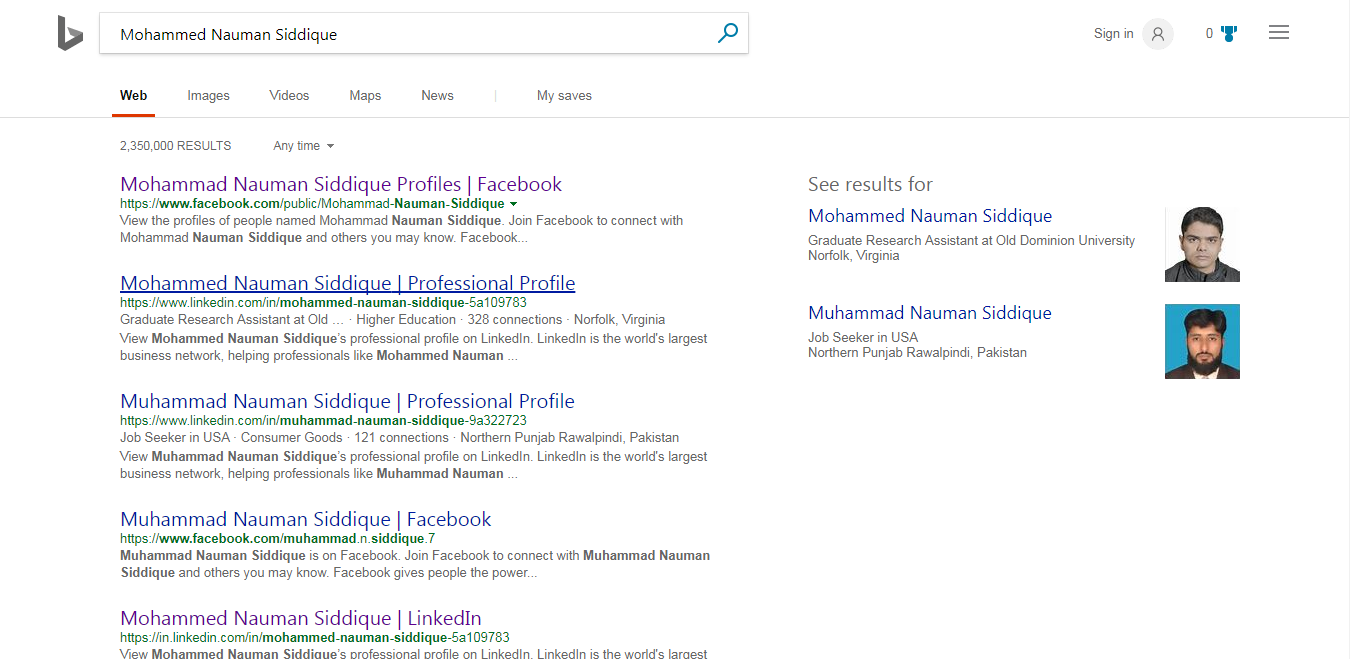 Mohammed Nauman Siddique
Sign in
0
Web Images Videos Maps News | My saves
2,350,000 RESULTS Any time
Mohammad Nauman Siddique Profiles | Facebook
https://www.facebook.com/public/Mohammad-Nauman-Siddique
View the profiles of people named Mohammad Nauman Siddique. Join Facebook to connect with
Mohammad Nauman Siddique and others you may know. Facebook...
Mohammed Nauman Siddique | Professional Profile
https://www.linkedin.com/in/mohammed-nauman-siddique-5a109783
Graduate Research Assistant at Old ... · Higher Education · 328 connections · Norfolk, Virginia
View Mohammed Nauman Siddique's professional profile on LinkedIn. LinkedIn is the world's largest
business network, helping professionals like Mohammed Nauman ...
Muhammad Nauman Siddique | Professional Profile
https://www.linkedin.com/in/muhammad-nauman-siddique-9a322723
Job Seeker in USA · Consumer Goods · 121 connections · Northern Punjab Rawalpindi, Pakistan
View Muhammad Nauman Siddique's professional profile on LinkedIn. LinkedIn is the world's largest
business network, helping professionals like Muhammad Nauman ...
Muhammad Nauman Siddique | Facebook
https://www.facebook.com/muhammad.n.siddique.7
Muhammad Nauman Siddique is on Facebook. Join Facebook to connect with Muhammad Nauman
Siddique and others you may know. Facebook gives people the power...
Mohammed Nauman Siddique | LinkedIn
https://in.linkedin.com/in/mohammed-nauman-siddique-5a109783
View Mohammed Nauman Siddique's professional profile on LinkedIn. LinkedIn is the world's largest
See results for
Mohammed Nauman Siddique
Graduate Research Assistant at Old Dominion University
Norfolk, Virginia
Muhammad Nauman Siddique
Job Seeker in USA
Northern Punjab Rawalpindi, Pakistan